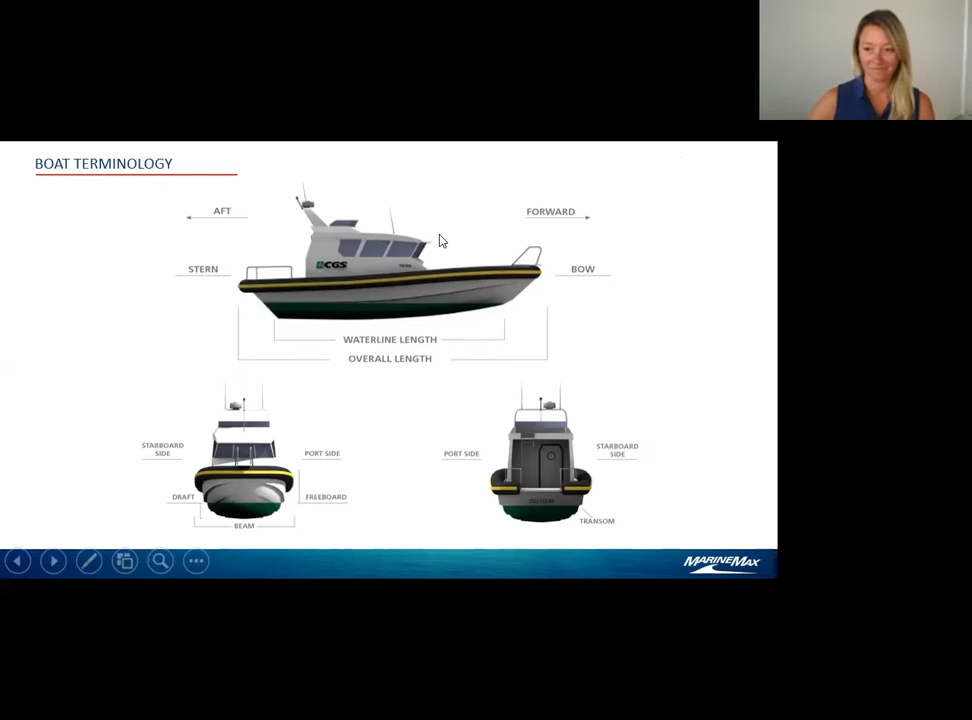 BOAT TERMINOLOGY
AFT
FORWARD
STERN
CGS
BOW
WATERLINE LENGTH
OVERALL LENGTH
STARBOARD
SIDE
PORT SIDE
PORT SIDE
STARBOARD
SIDE
DRAFT
FREEBOARD
BEAM
TRANSOM
MARINEMAX